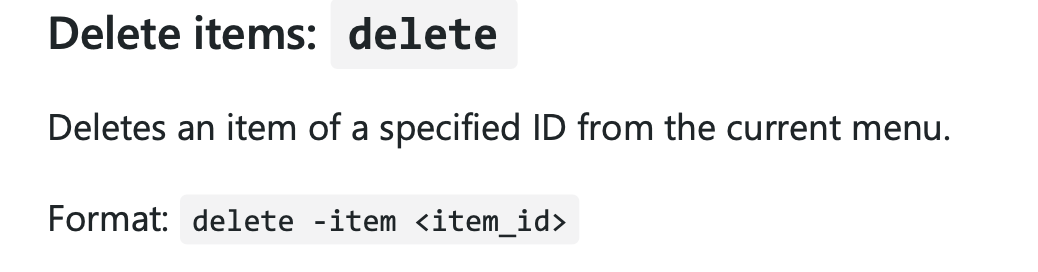 Delete items: delete
Deletes an item of a specified ID from the current menu.
Format: delete -item <item_id>